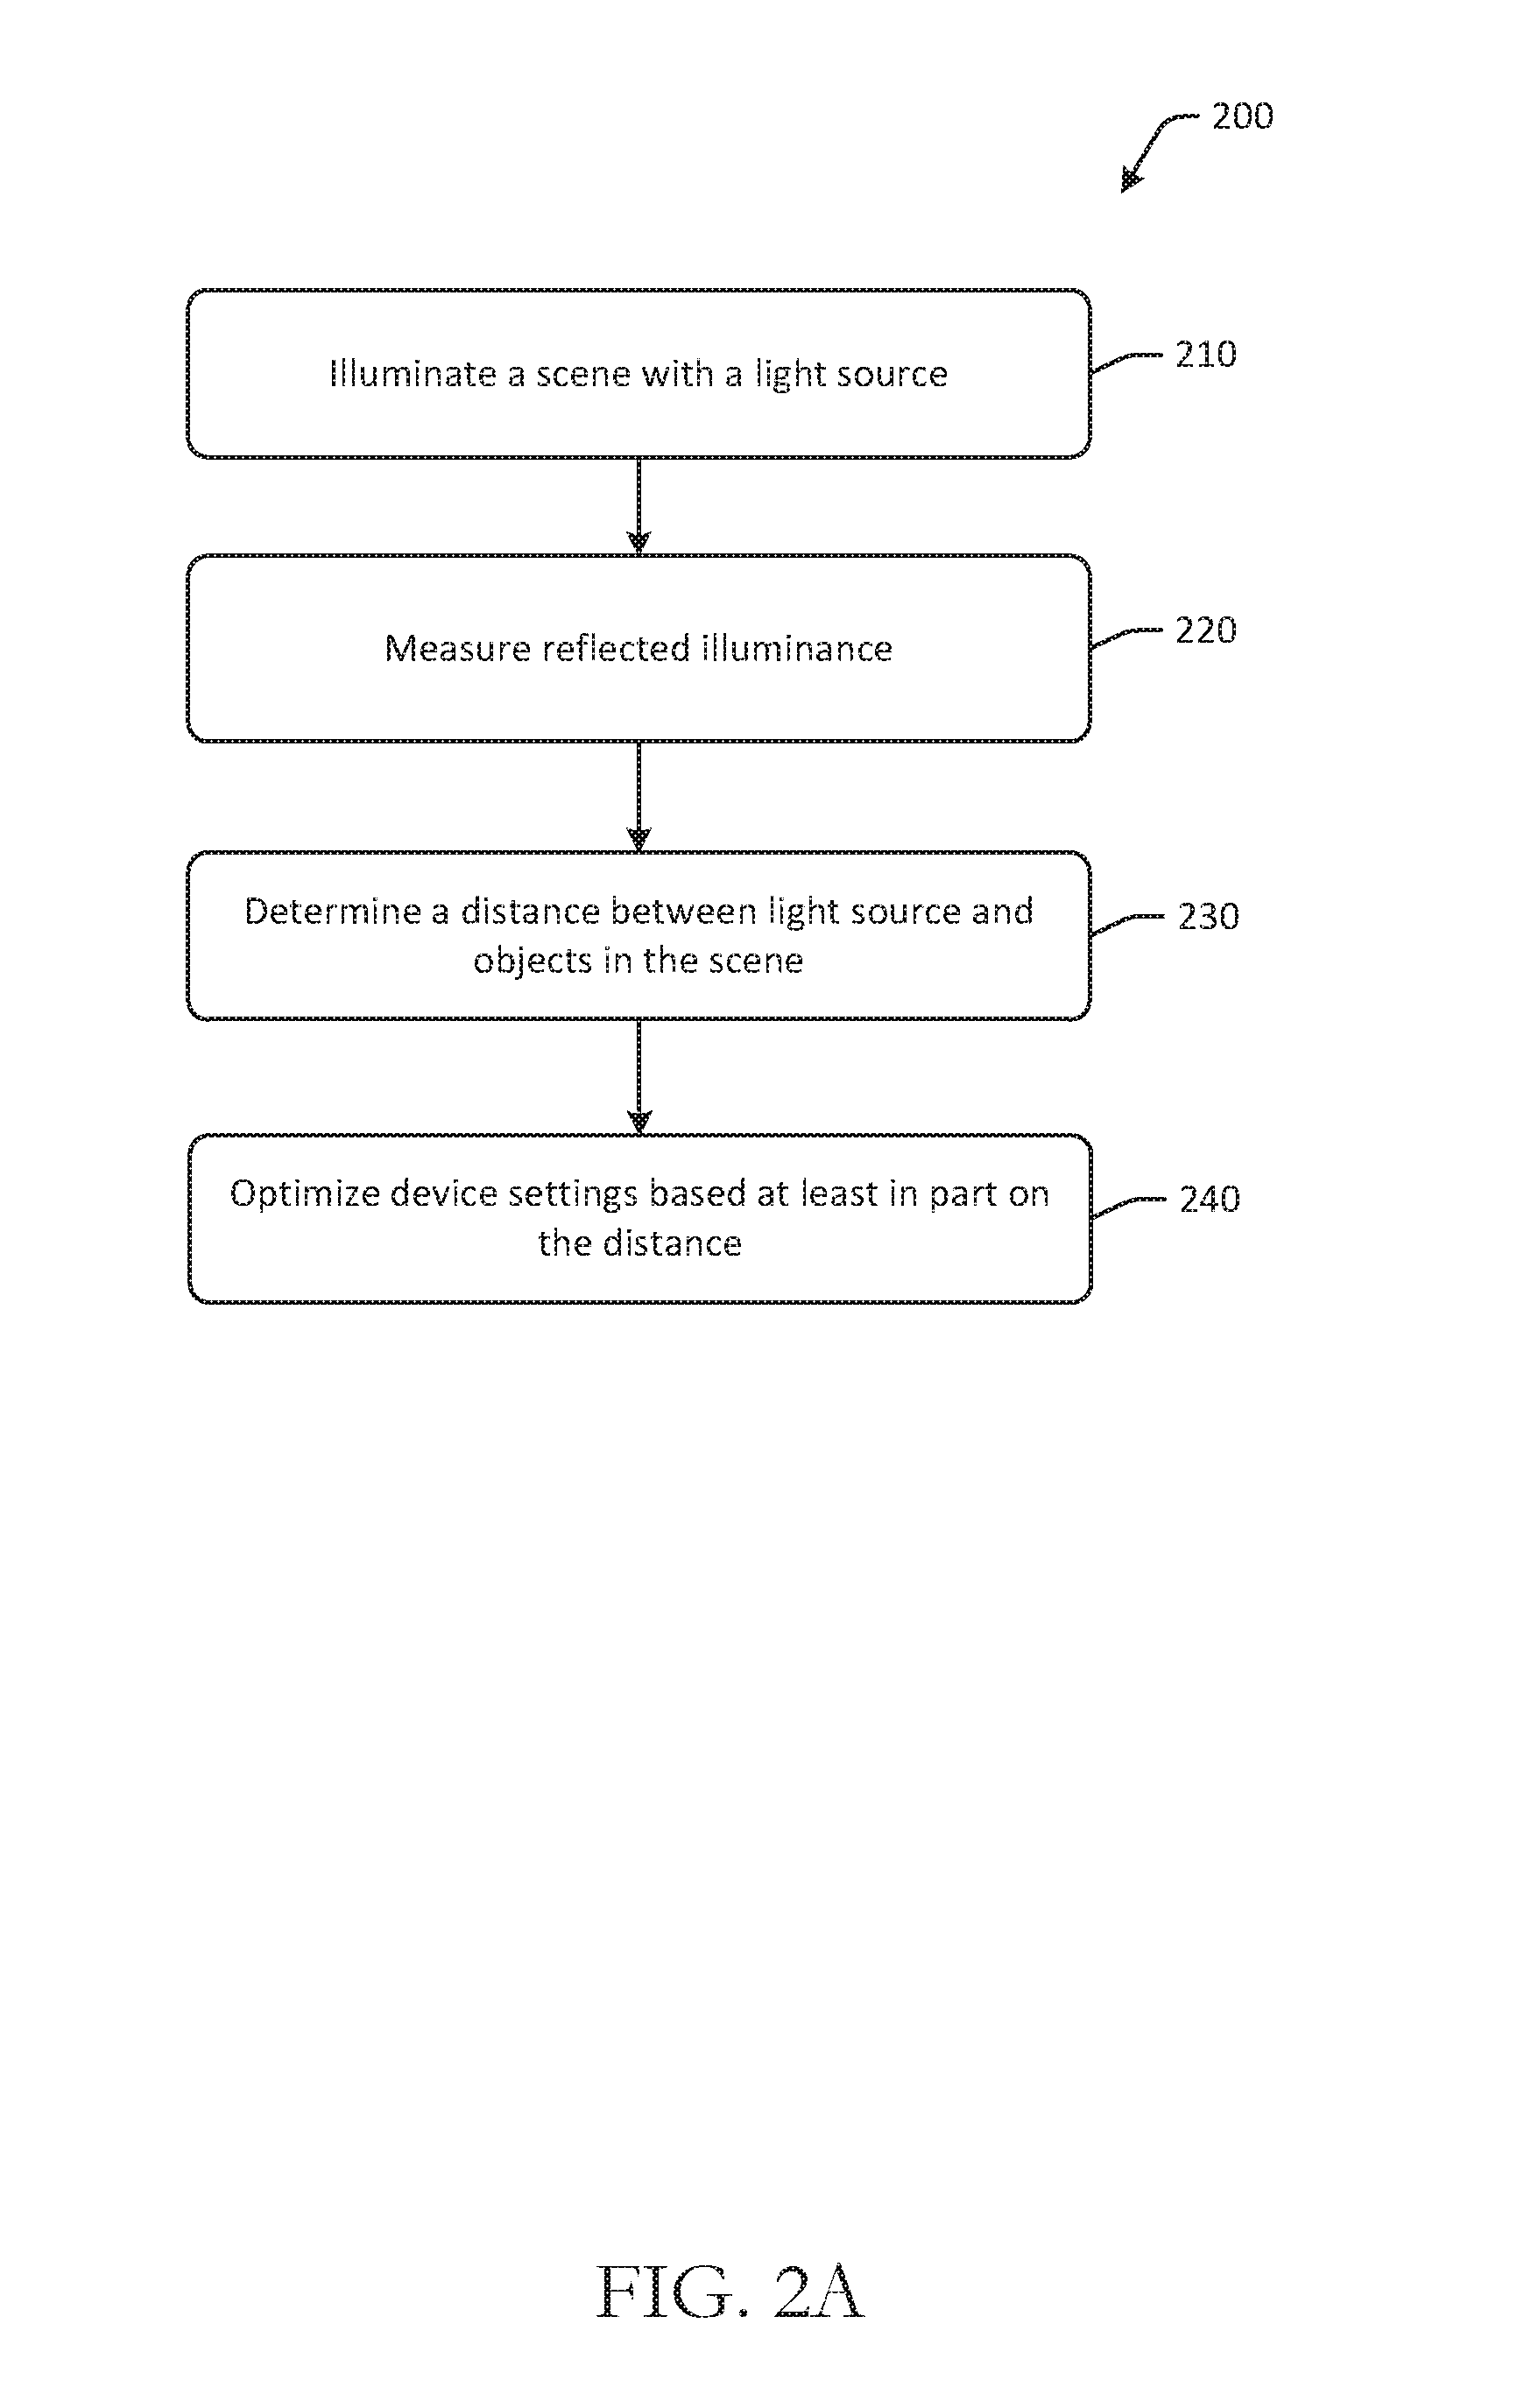 200
Illuminate a scene with a light source
210
Measure reflected illuminance
220
Determine a distance between light source and
objects in the scene
230
Optimize device settings based at least in part on
the distance
240
FIG. 2A